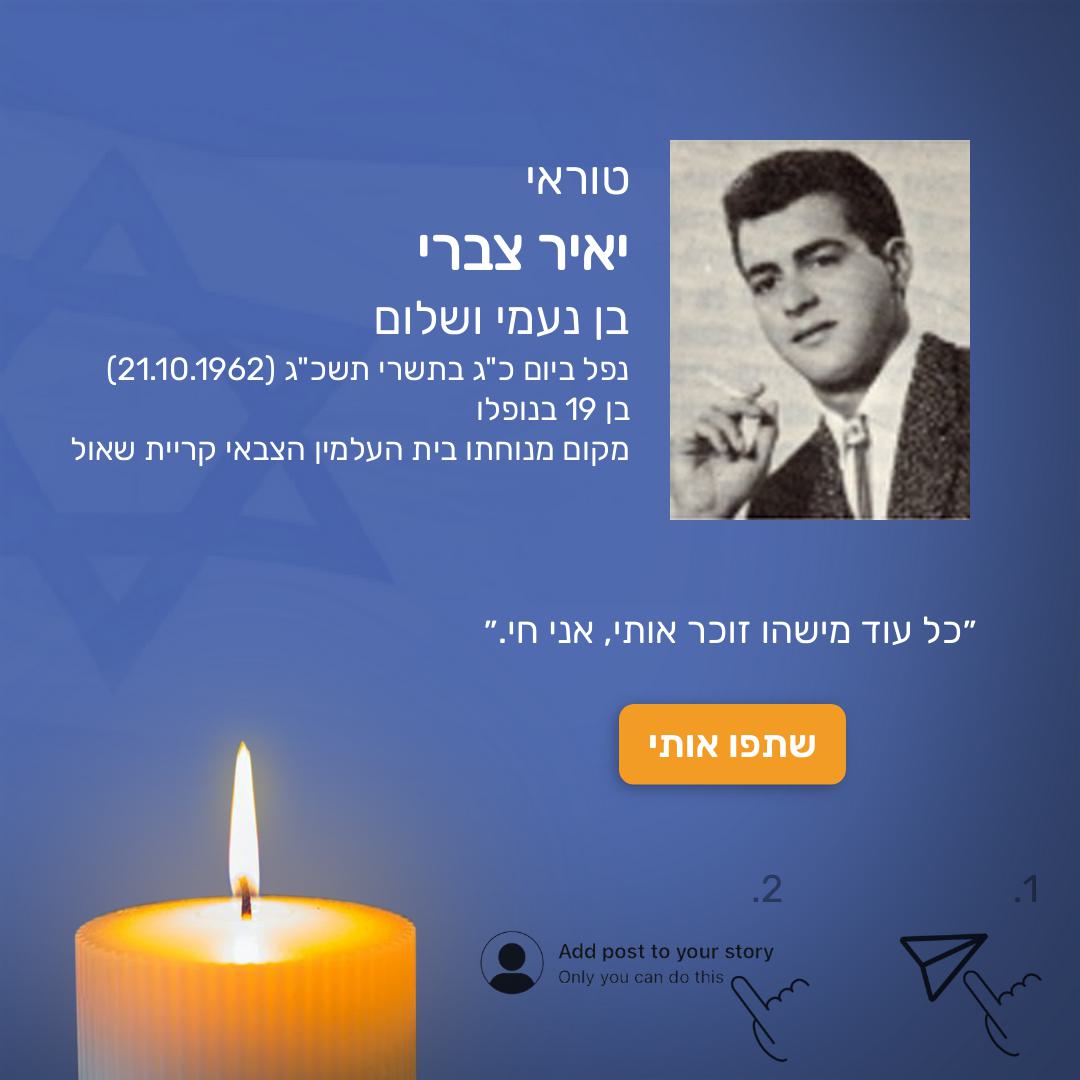 טוראי
יאיר צברי
בן נעמי ושלום
נפל ביום כ"ג בתשרי תשכ"ג (21.10.1962)
בן 19 בנופלו
מקום מנוחתו בית העלמין הצבאי קריית שאול
״כל עוד מישהו זוכר אותי, אני חי.״
שתפו אותי
.1
.2
Add post to your story
Only you can do this